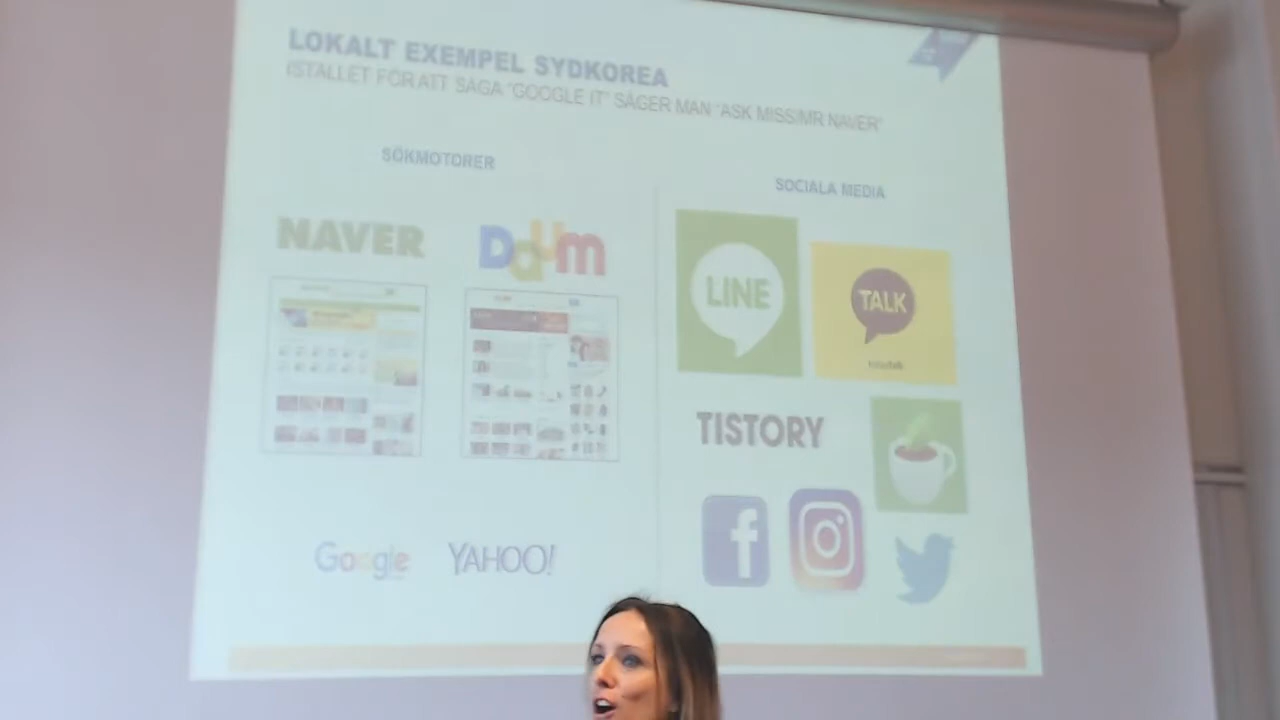 LOKALT EXEMPEL SYDKOREA
ISTÄLLET FÖR ATT SÄGA "GOOGLE IT" SÄGER MAN "ASK MISS/MR NAVER"
SÖKMOTORER
NAVER
Daum
Google
YAHOO!
SOCIALA MEDIA
LINE
TALK
TISTORY
f